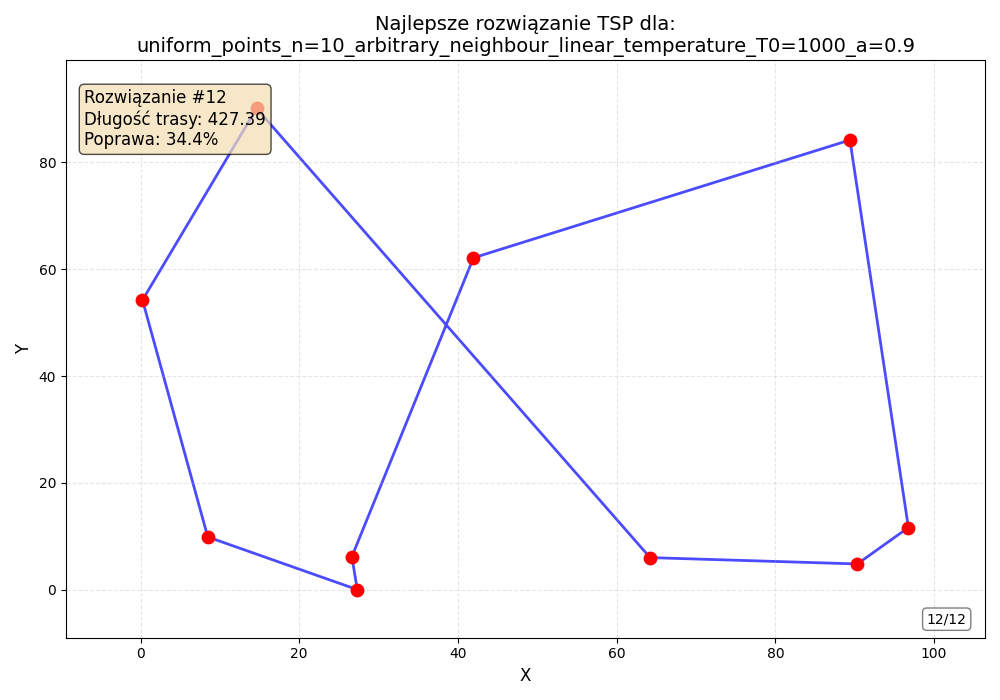 Najlepsze rozwiązanie TSP dla:
uniform_points_n=10_arbitrary_neighbour_linear_temperature_T0=1000_a=0.9
Rozwiązanie #12
Długość trasy: 427.39
Poprawa: 34.4%
80
60
40
20
0
Y
12/12
0 20 40 60 80 100
X